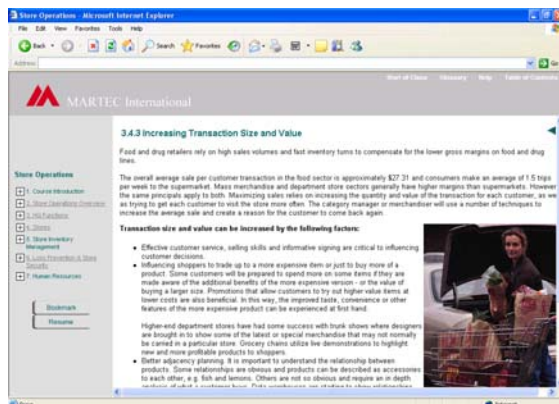 Store Operations - Microsoft Internet Explorer
File Edit View Favorites Tools Help
Back Search Favorites
Address Go
Start of Class Glossary Help Table of Contents
MARTEC International
3.4.3 Increasing Transaction Size and Value
Food and drug retailers rely on high sales volumes and fast inventory turns to compensate for the lower gross margins on food and drug
lines.
The overall average sale per customer transaction in the food sector is approximately $27.31 and consumers make an average of 1.5 trips
per week to the supermarket. Mass merchandise and department store sectors generally have higher margins than supermarkets. However
the same principals apply to both. Maximizing sales relies on increasing the quantity and value of the transaction for each customer, as we
as trying to get each customer to visit the store more often. The category manager or merchandiser will use a number of techniques to
increase the average sale and create a reason for the customer to come back again.
Transaction size and value can be increased by the following factors:
Effective customer service, selling skills and informative signing are critical to influencing
customer decisions.
Influencing shoppers to trade up to a more expensive item or just to buy more of a
product. Some customers will be prepared to spend more on some items if they are
made aware of the additional benefits of the more expensive version - or the value of
buying a larger size. Promotions that allow customers to try out higher value items at
lower costs are also beneficial. In this way, the improved taste, convenience or other
features of the more expensive product can be experienced at first hand.
Higher-end department stores have had some success with trunk shows where designers
are brought in to show some of the latest or special merchandise that may not normally
be carried in a particular store. Grocery chains utilize live demonstrations to highlight
new and more profitable products to shoppers.
Better adjacency planning. It is important to understand the relationship between
products. Some relationships are obvious and products can be described as accessories
to each other, e.g. fish and lemons. Others are not so obvious and require an in depth
Store Operations
1. Course Introduction
2. Store Operations Overview
3. HQ Functions
4. Stores
5. Store Inventory
Management
6. Loss Prevention & Store
Security
7. Human Resources
Bookmark
Resume